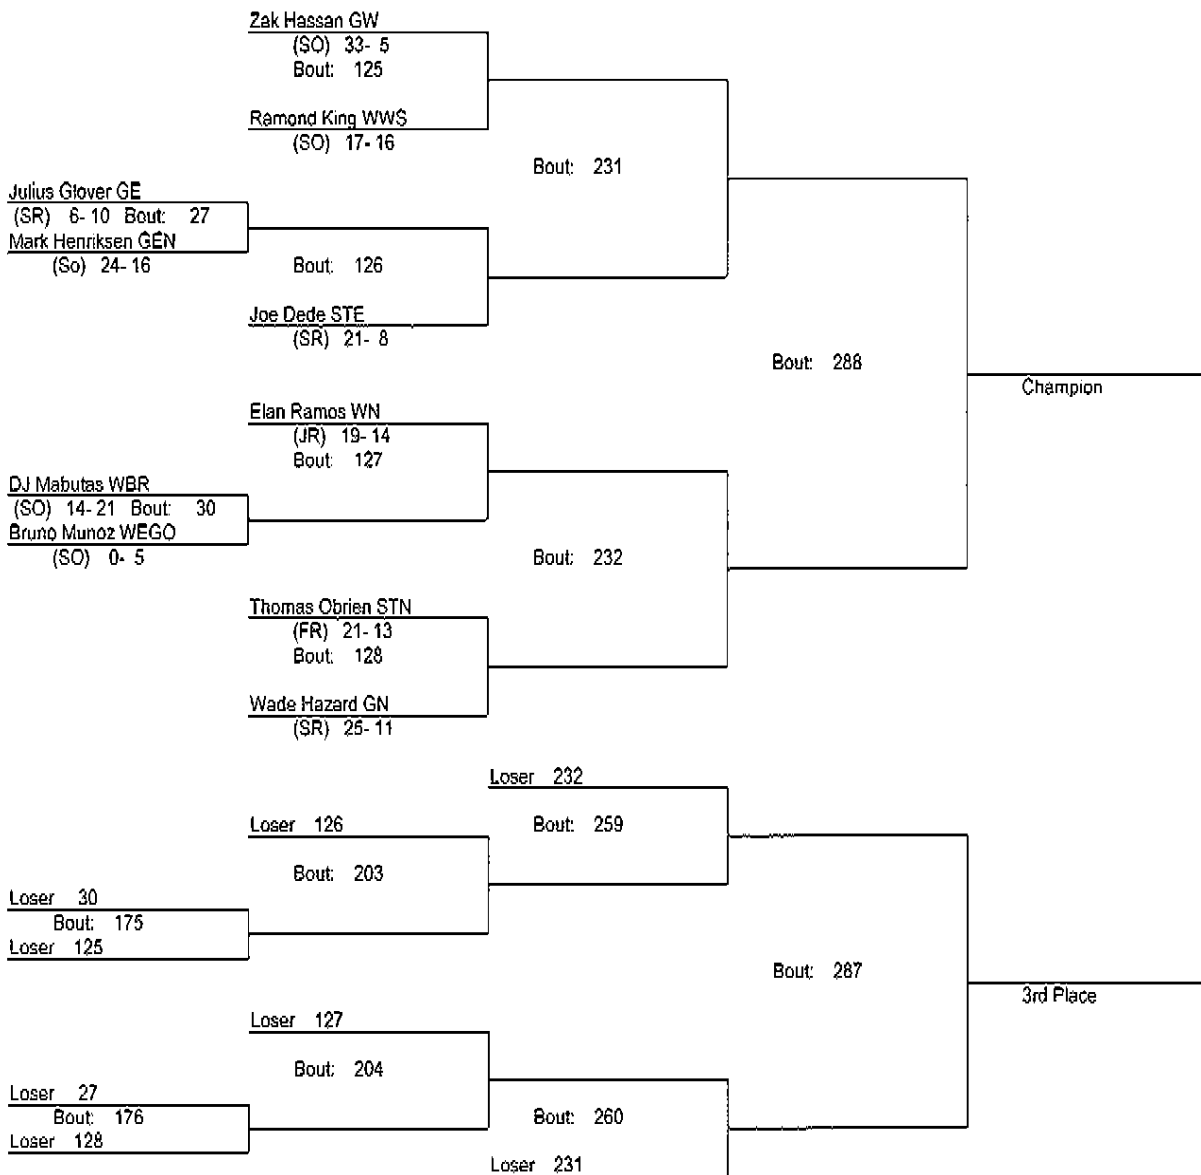 Zak Hassan GW
(SO) 33- 5
Bout: 125
Ramond King WWS
(SO) 17- 16
Bout: 231
Julius Glover GE
(SR) 6- 10 Bout: 27
Mark Henriksen GEN
(So) 24- 16
Bout: 126
Joe Dede STE
(SR) 21- 8
Bout: 288
Champion
Elan Ramos WN
(JR) 19- 14
Bout: 127
DJ Mabutas WBR
(SO) 14- 21 Bout: 30
Bruno Munoz WEGO
(SO) 0- 5
Bout: 232
Thomas Obrien STN
(FR) 21- 13
Bout: 128
Wade Hazard GN
(SR) 25- 11
Loser 232
Loser 126
Bout: 259
Bout: 203
Loser 30
Bout: 175
Loser 125
Bout: 287
3rd Place
Loser 127
Bout: 204
Loser 27
Bout: 176
Loser 128
Bout: 260
Loser 231